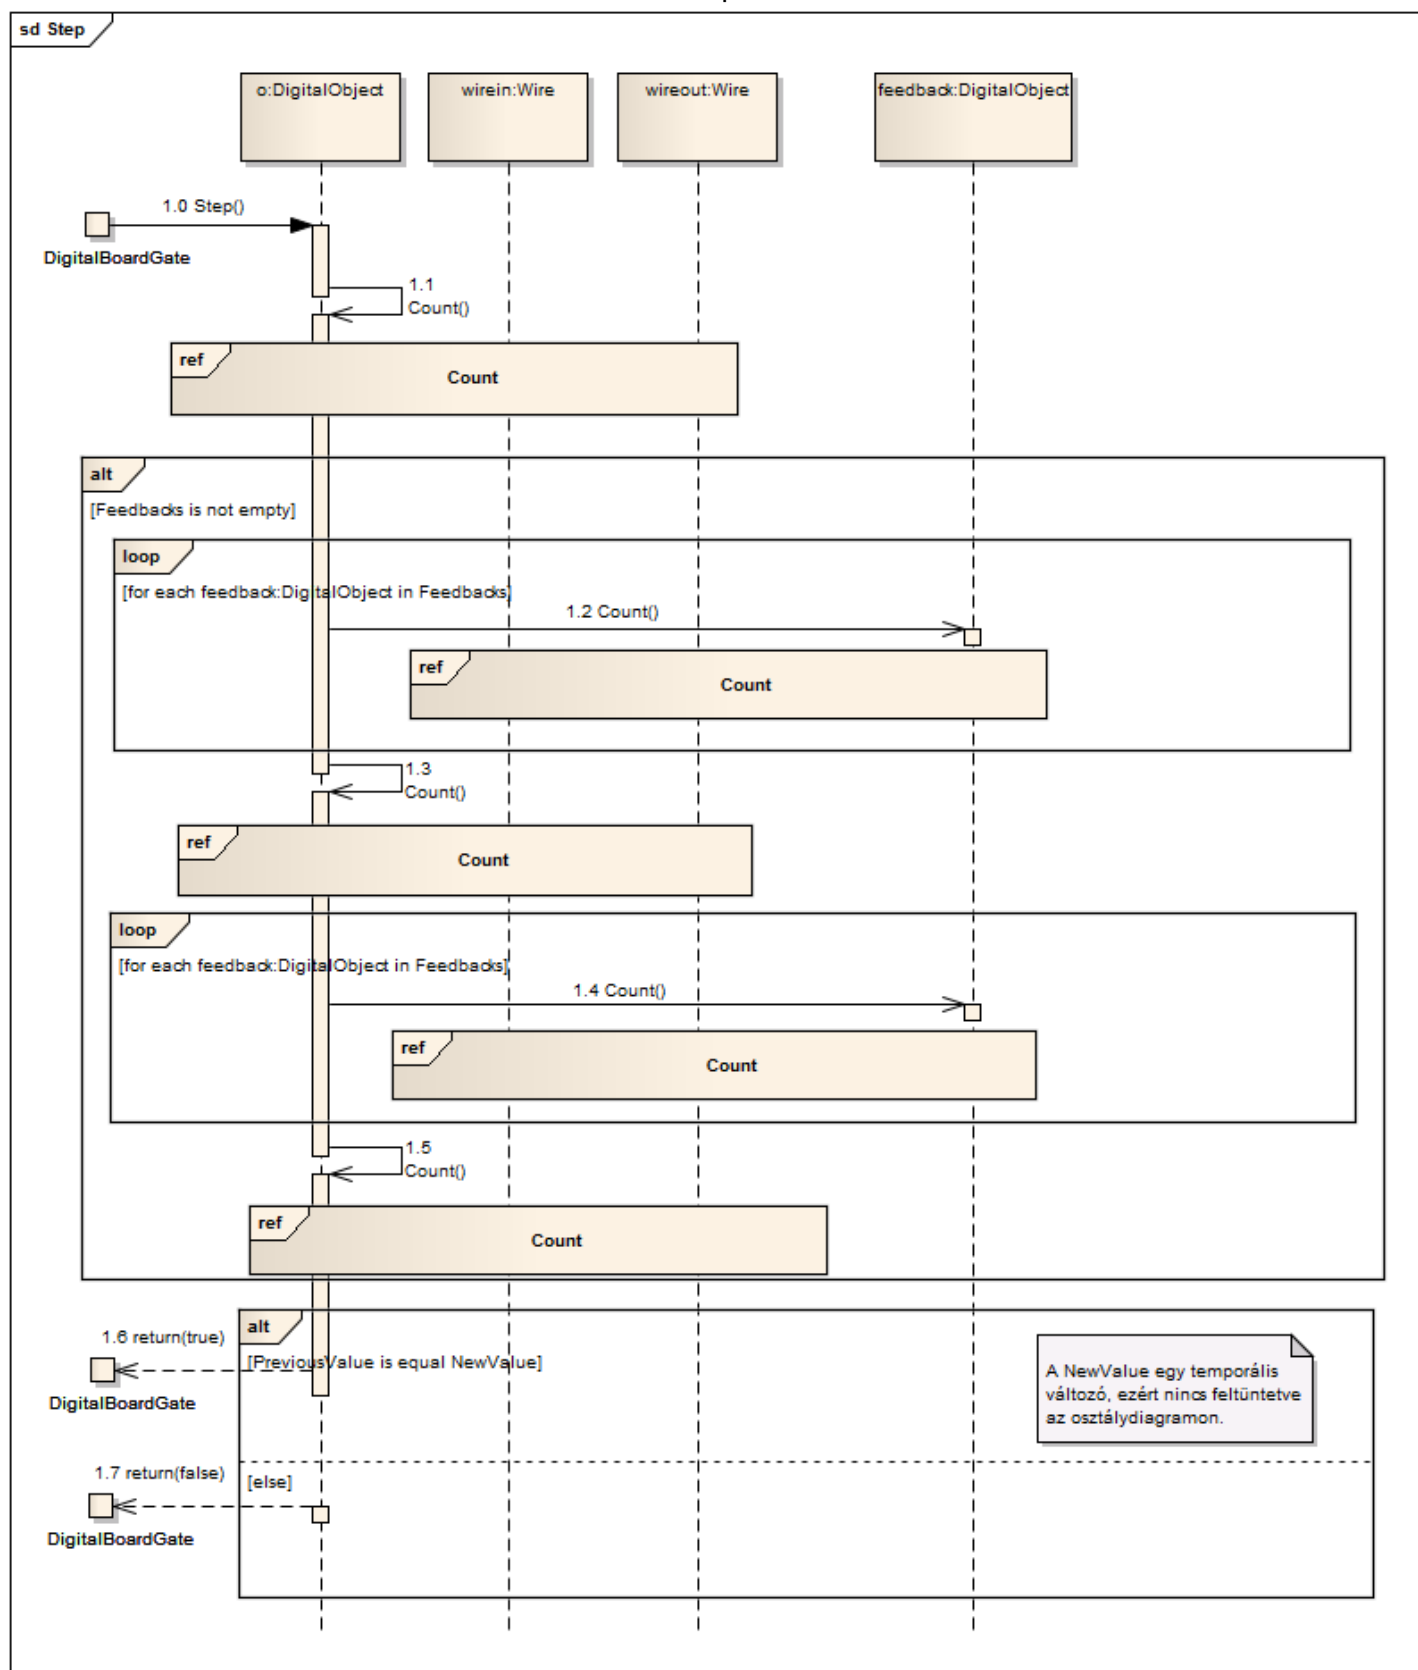 sd Step
o:DigitalObject
wirein:Wire
wireout:Wire
feedback:DigitalObject
1.0 Step()
DigitalBoardGate
1.1
Count()
ref
Count
alt
[Feedbacks is not empty]
loop
[for each feedback:DigitalObject in Feedbacks]
1.2 Count()
ref
Count
1.3
Count()
ref
Count
loop
[for each feedback:DigitalObject in Feedbacks]
1.4 Count()
ref
Count
1.5
Count()
ref
Count
alt
1.6 return(true)
[PreviousValue is equal NewValue]
DigitalBoardGate
A NewValue egy temporális
változó, ezért nincs feltüntetve
az osztálydiagramon.
1.7 return(false)
[else]
DigitalBoardGate